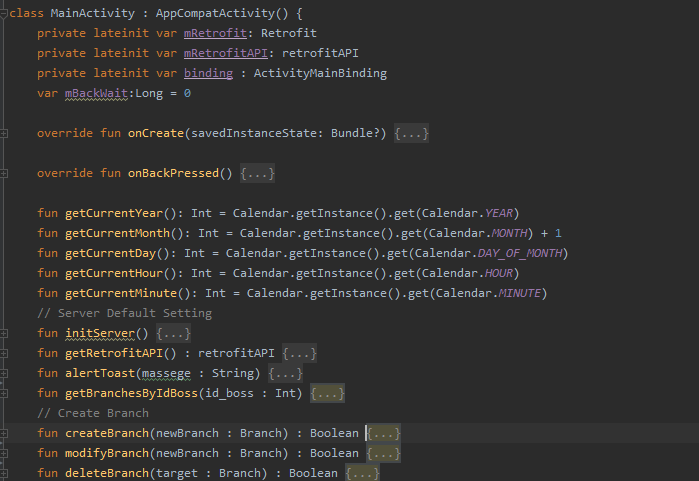 class MainActivity : AppCompatActivity() {
private lateinit var mRetrofit: Retrofit
private lateinit var mRetrofitAPI: retrofitAPI
private lateinit var binding : ActivityMainBinding
var mBackWait:Long = 0
override fun onCreate(savedInstanceState: Bundle?) {...}
override fun onBackPressed() {...}
fun getCurrentYear(): Int = Calendar.getInstance().get(Calendar.YEAR)
fun getCurrentMonth(): Int = Calendar.getInstance().get(Calendar.MONTH) + 1
fun getCurrentDay(): Int = Calendar.getInstance().get(Calendar.DAY_OF_MONTH)
fun getCurrentHour(): Int = Calendar.getInstance().get(Calendar.HOUR)
fun getCurrentMinute(): Int = Calendar.getInstance().get(Calendar.MINUTE)
// Server Default Setting
fun initServer() {...}
fun getRetrofitAPI() : retrofitAPI {...}
fun alertToast(massege : String) {...}
fun getBranchesByIdBoss(id_boss : Int) {...}
// Create Branch
fun createBranch(newBranch : Branch) : Boolean {...}
fun modifyBranch(newBranch : Branch) : Boolean {...}
fun deleteBranch(target : Branch) : Boolean {...}